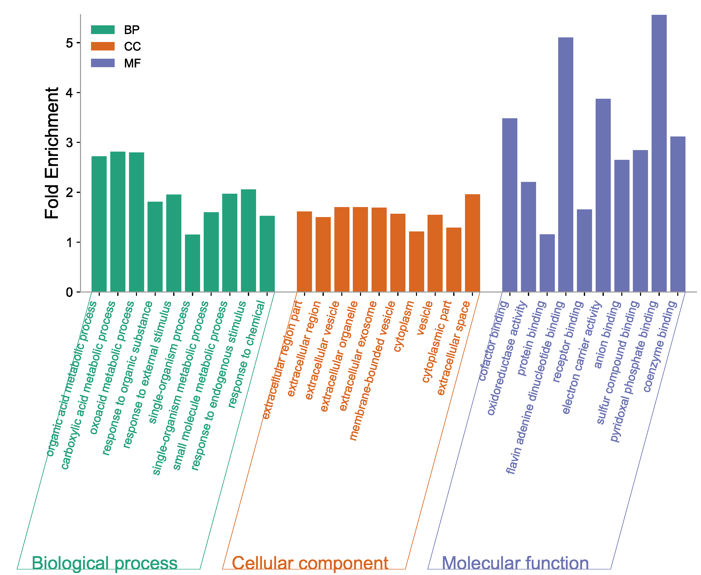 BP
CC
MF
Fold Enrichment
5
4
3
2
1
0
organic acid metabolic process
carboxylic acid metabolic process
oxoacid metabolic process
response to organic substance
response to external stimulus
single-organism process
single-organism metabolic process
small molecule metabolic process
response to endogenous stimulus
response to chemical
extracellular region part
extracellular region
extracellular vesicle
extracellular organelle
extracellular exosome
membrane-bounded vesicle
cytoplasm
vesicle
cytoplasmic part
extracellular space
cofactor binding
oxidoreductase activity
protein binding
flavin adenine dinucleotide binding
receptor binding
electron carrier activity
anion binding
sulfur compound binding
pyridoxal phosphate binding
coenzyme binding
Biological process
Cellular component
Molecular function